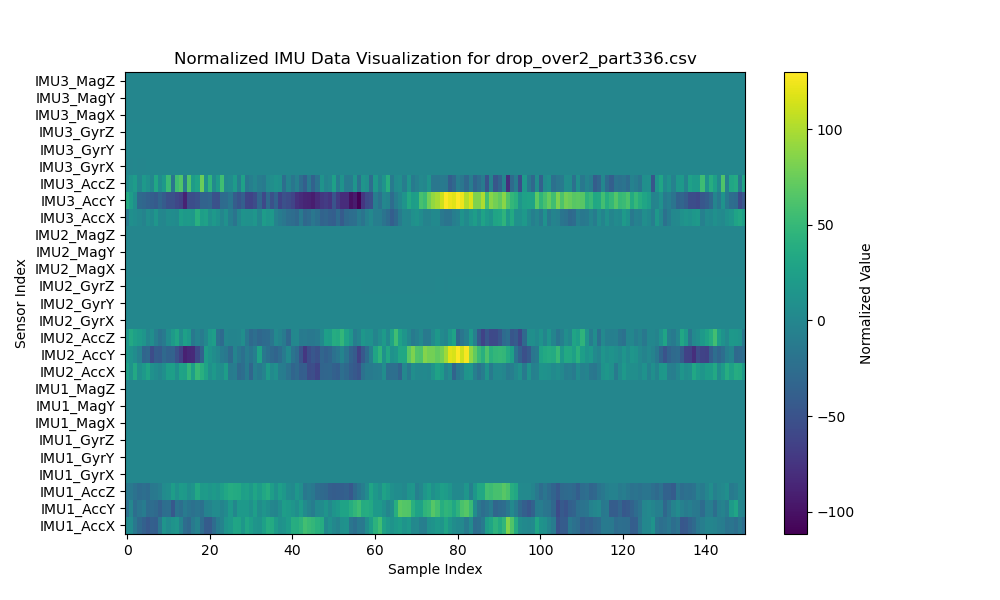 Normalized IMU Data Visualization for drop_over2_part336.csv
IMU3_MagZ
IMU3_MagY
IMU3_MagX
IMU3_GyrZ
IMU3_GyrY
IMU3_GyrX
IMU3_AccZ
IMU3_AccY
IMU3_AccX
IMU2_MagZ
IMU2_MagY
IMU2_MagX
IMU2_GyrZ
IMU2_GyrY
IMU2_GyrX
IMU2_AccZ
IMU2_AccY
IMU2_AccX
IMU1_MagZ
IMU1_MagY
IMU1_MagX
IMU1_GyrZ
IMU1_GyrY
IMU1_GyrX
IMU1_AccZ
IMU1_AccY
IMU1_AccX
Sensor Index
0 20 40 60 80 100 120 140
Sample Index
100
50
0
−50
−100
Normalized Value